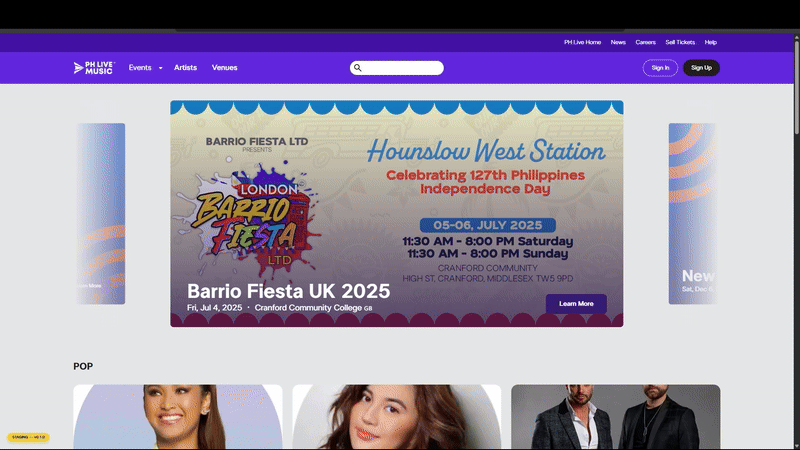 PH Live Home News Careers Sell Tickets Help
PH LIVE
MUSIC
Events Artists Venues
Sign In Sign Up
BARRIO FIESTA LTD
PRESENTS
LONDON
BARRIO
FIESTA
LTD
Hounslow West Station
Celebrating 127th Philippines
Independence Day
05-06, JULY 2025
11:30 AM - 8:00 PM Saturday
11:30 AM - 8:00 PM Sunday
CRANFORD COMMUNITY
HIGH ST, CRANFORD, MIDDLESEX TW5 9PD
Barrio Fiesta UK 2025
Fri, Jul 4, 2025 · Cranford Community College GB
Learn More
More
New
Sat, Dec
POP
STAGING